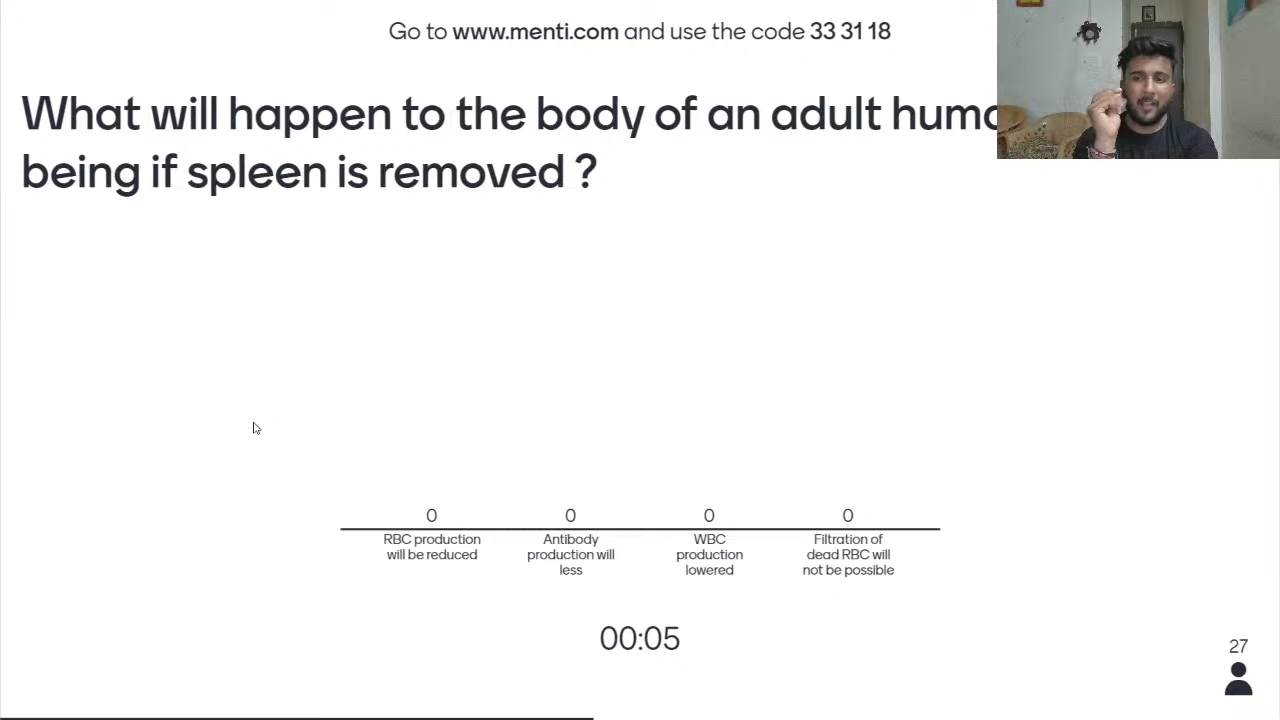 Go to www.menti.com and use the code 33 31 18
What will happen to the body of an adult
being if spleen is removed ?
0 0 0 0
RBC production will be reduced
Antibody production will less
WBC production lowered
Filtration of dead RBC will not be possible
00:05
27